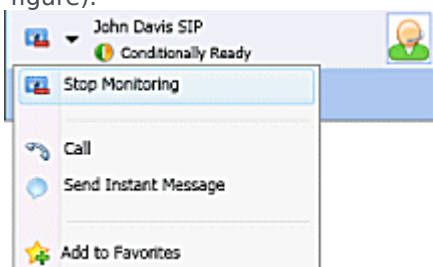 figure).
John Davis SIP
Conditionally Ready
Stop Monitoring
Call
Send Instant Message
Add to Favorites